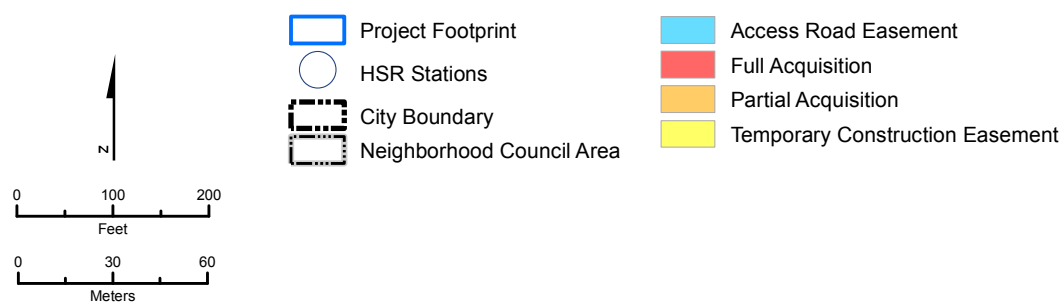 Project Footprint
HSR Stations
City Boundary
Neighborhood Council Area
Access Road Easement
Full Acquisition
Partial Acquisition
Temporary Construction Easement
N
0 100 200
Feet
0 30 60
Meters